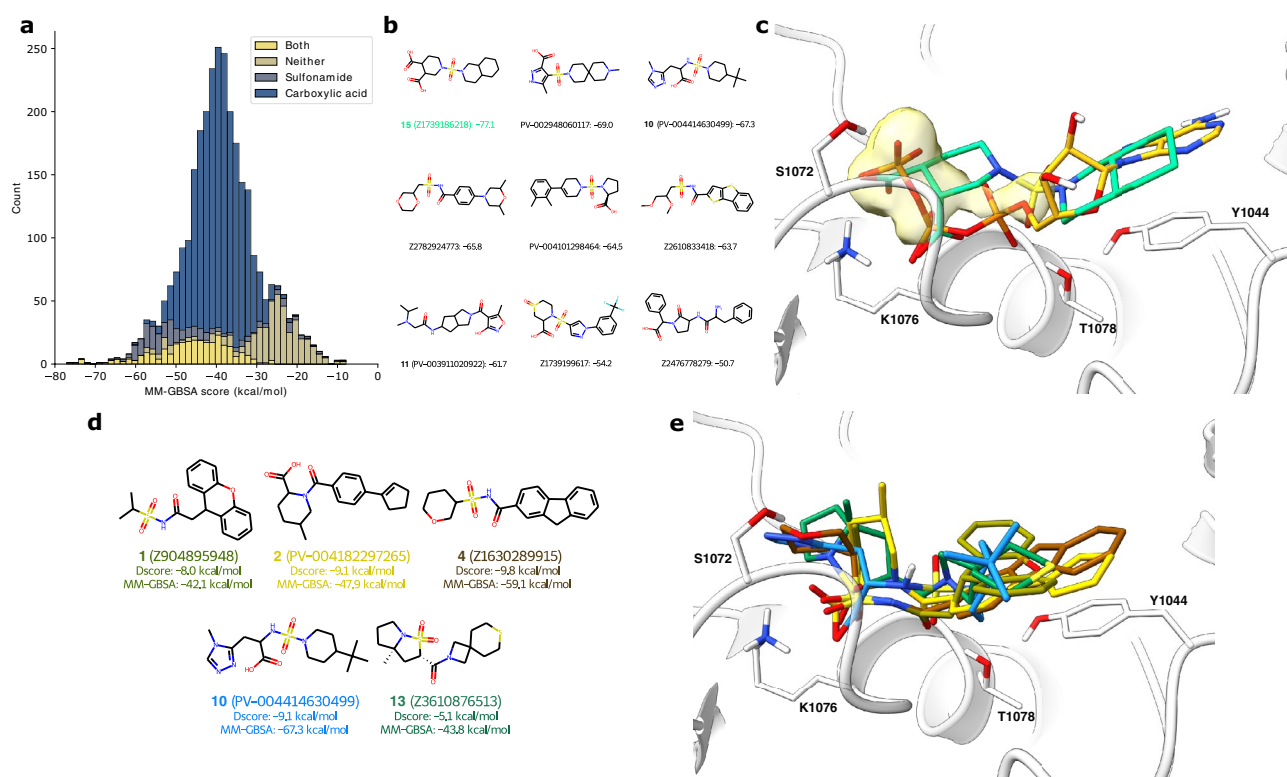 a
Both
Neither
Sulfonamide
Carboxylic acid
250
200
150
100
50
0
Count
−80
−70
−60
−50
−40
−30
−20
−10
0
MM-GBSA score (kcal/mol)
b
15 (Z1739186218): −77.1
PV-002948060117: −69.0
10 (PV-004414630499): −67.3
Z2782924773: −65.8
PV-004101298464: −64.5
Z2610833418: −63.7
11 (PV-003911020922): −61.7
Z1739199617: −54.2
Z2476778279: −50.7
c
S1072
Y1044
K1076
T1078
d
1 (Z904895948)
Dscore: −8.0 kcal/mol
MM-GBSA: −42.1 kcal/mol
2 (PV-004182297265)
Dscore: −9.1 kcal/mol
MM-GBSA: −47.9 kcal/mol
4 (Z1630289915)
Dscore: −9.8 kcal/mol
MM-GBSA: −59.1 kcal/mol
10 (PV-004414630499)
Dscore: −9.1 kcal/mol
MM-GBSA: −67.3 kcal/mol
13 (Z3610876513)
Dscore: −5.1 kcal/mol
MM-GBSA: −43.8 kcal/mol
e
S1072
Y1044
K1076
T1078